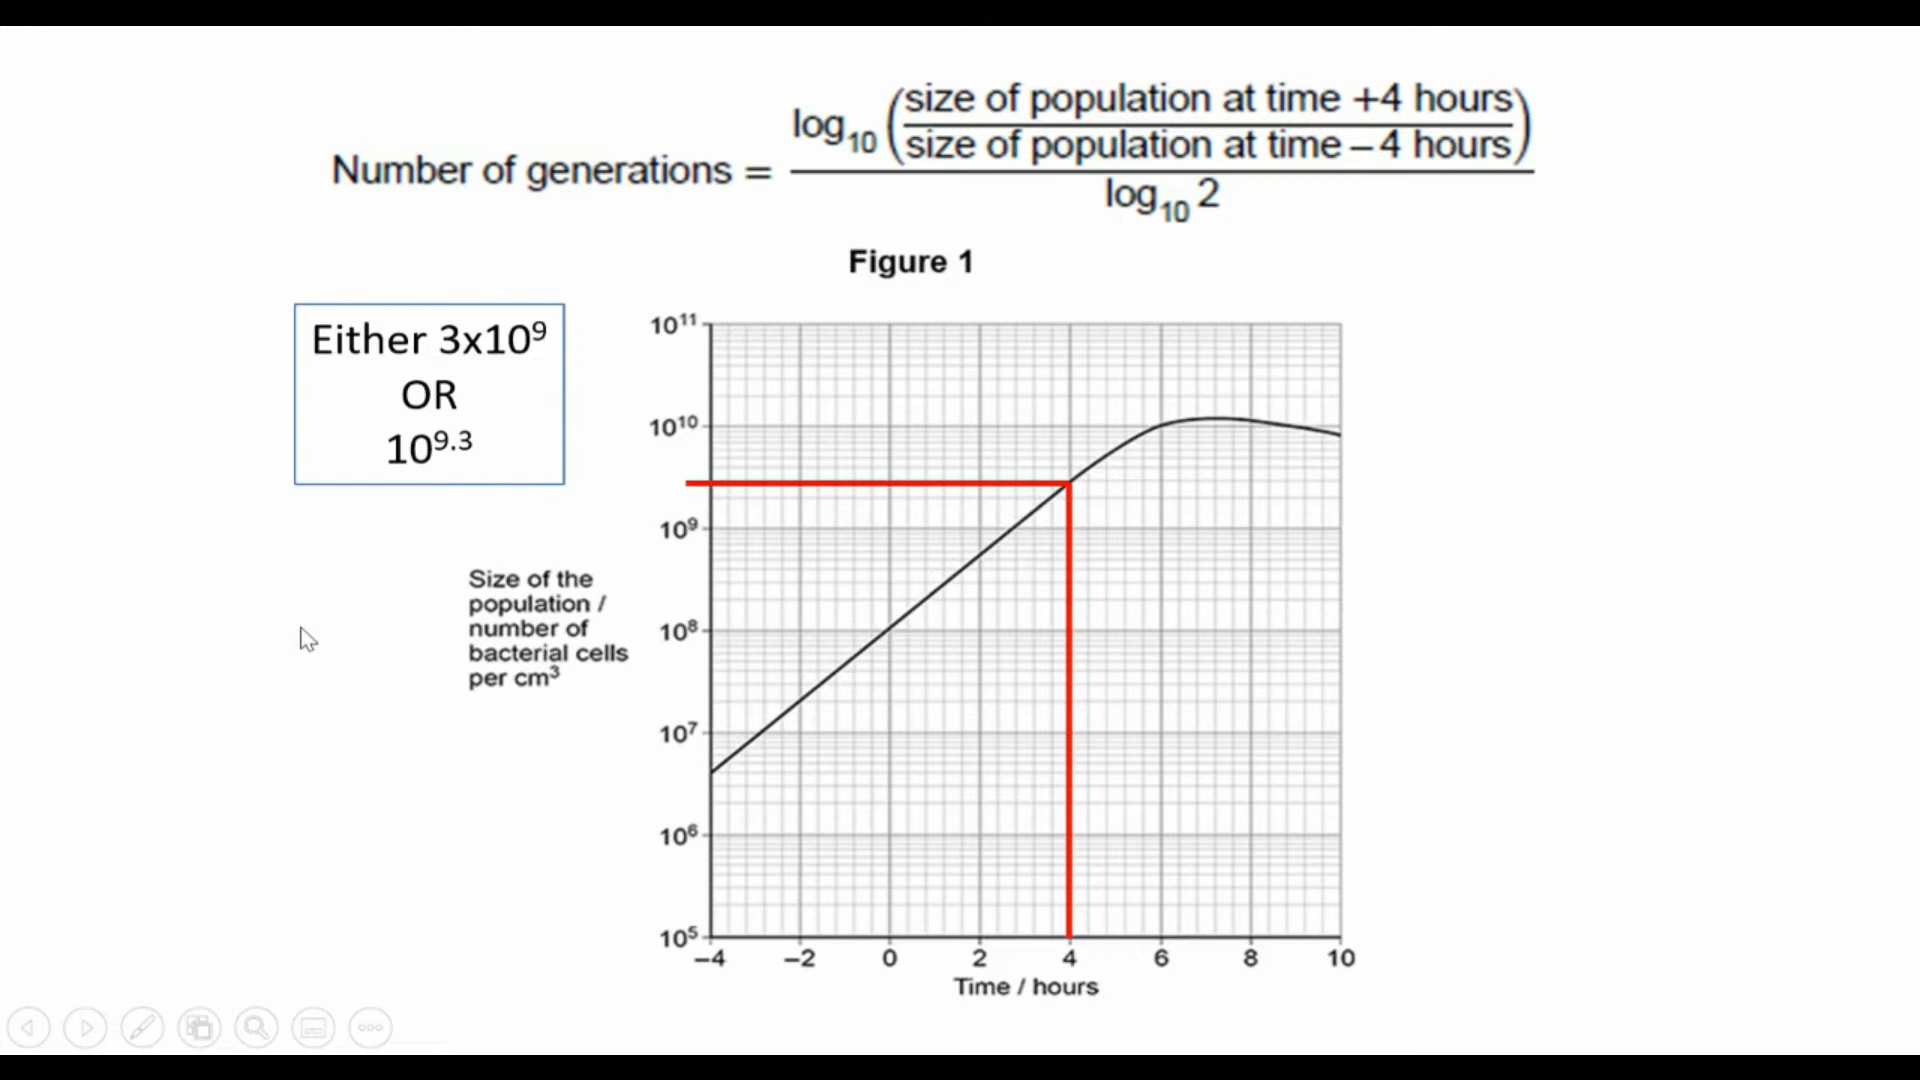 Number of generations = log₁₀ (size of population at time +4 hours / size of population at time – 4 hours) / log₁₀ 2
Figure 1
Either 3x10⁹
OR
10⁹·³
Size of the
population /
number of
bacterial cells
per cm³
10¹¹
10¹⁰
10⁹
10⁸
10⁷
10⁶
10⁵
–4 –2 0 2 4 6 8 10
Time / hours